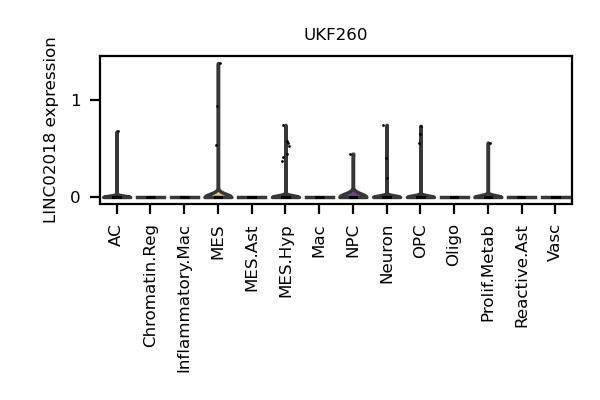 UKF260
LINC02018 expression
1
0
AC
Chromatin.Reg
Inflammatory.Mac
MES
MES.Ast
MES.Hyp
Mac
NPC
Neuron
OPC
Oligo
Prolif.Metab
Reactive.Ast
Vasc